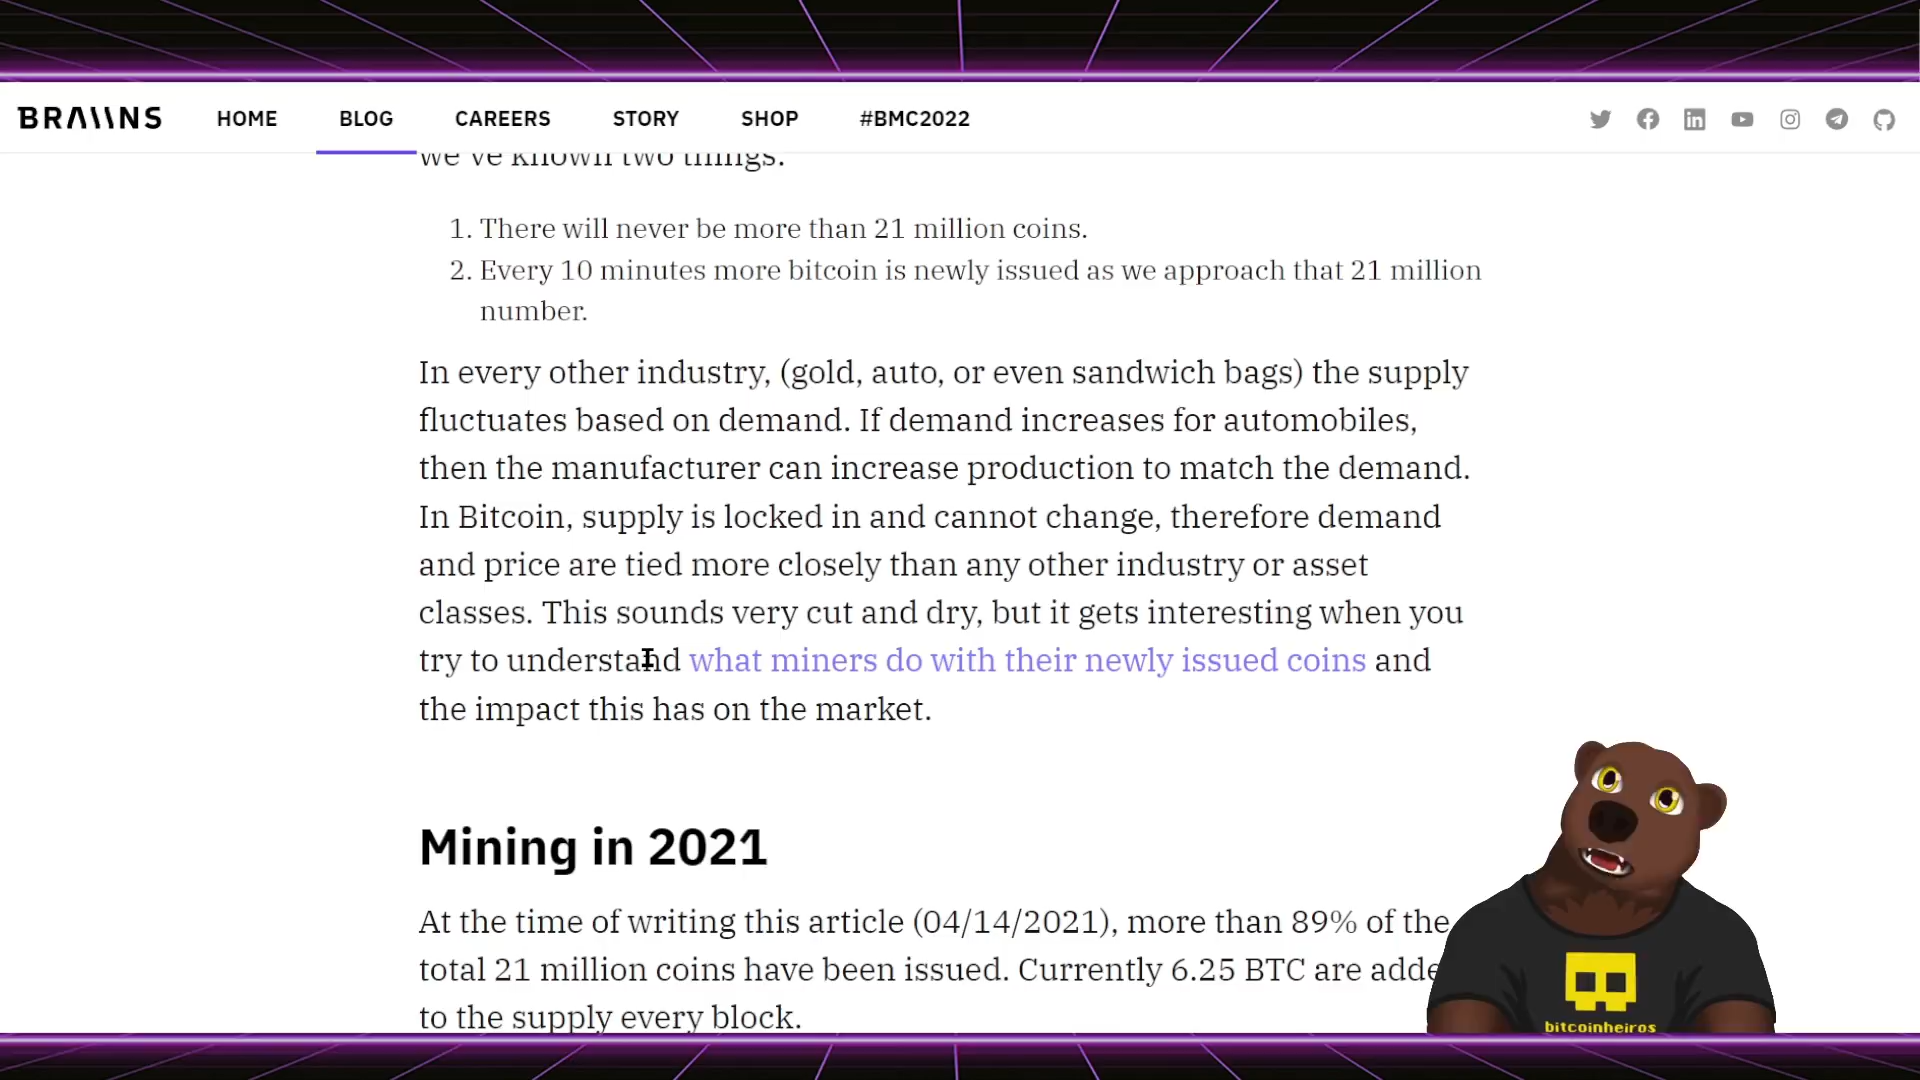 BRAIINS HOME BLOG CAREERS STORY SHOP #BMC2022
we've known two things.
1. There will never be more than 21 million coins.
2. Every 10 minutes more bitcoin is newly issued as we approach that 21 million
number.
In every other industry, (gold, auto, or even sandwich bags) the supply
fluctuates based on demand. If demand increases for automobiles,
then the manufacturer can increase production to match the demand.
In Bitcoin, supply is locked in and cannot change, therefore demand
and price are tied more closely than any other industry or asset
classes. This sounds very cut and dry, but it gets interesting when you
try to understand what miners do with their newly issued coins and
the impact this has on the market.
Mining in 2021
At the time of writing this article (04/14/2021), more than 89% of the
total 21 million coins have been issued. Currently 6.25 BTC are adde
to the supply every block.
bitcoinheiros